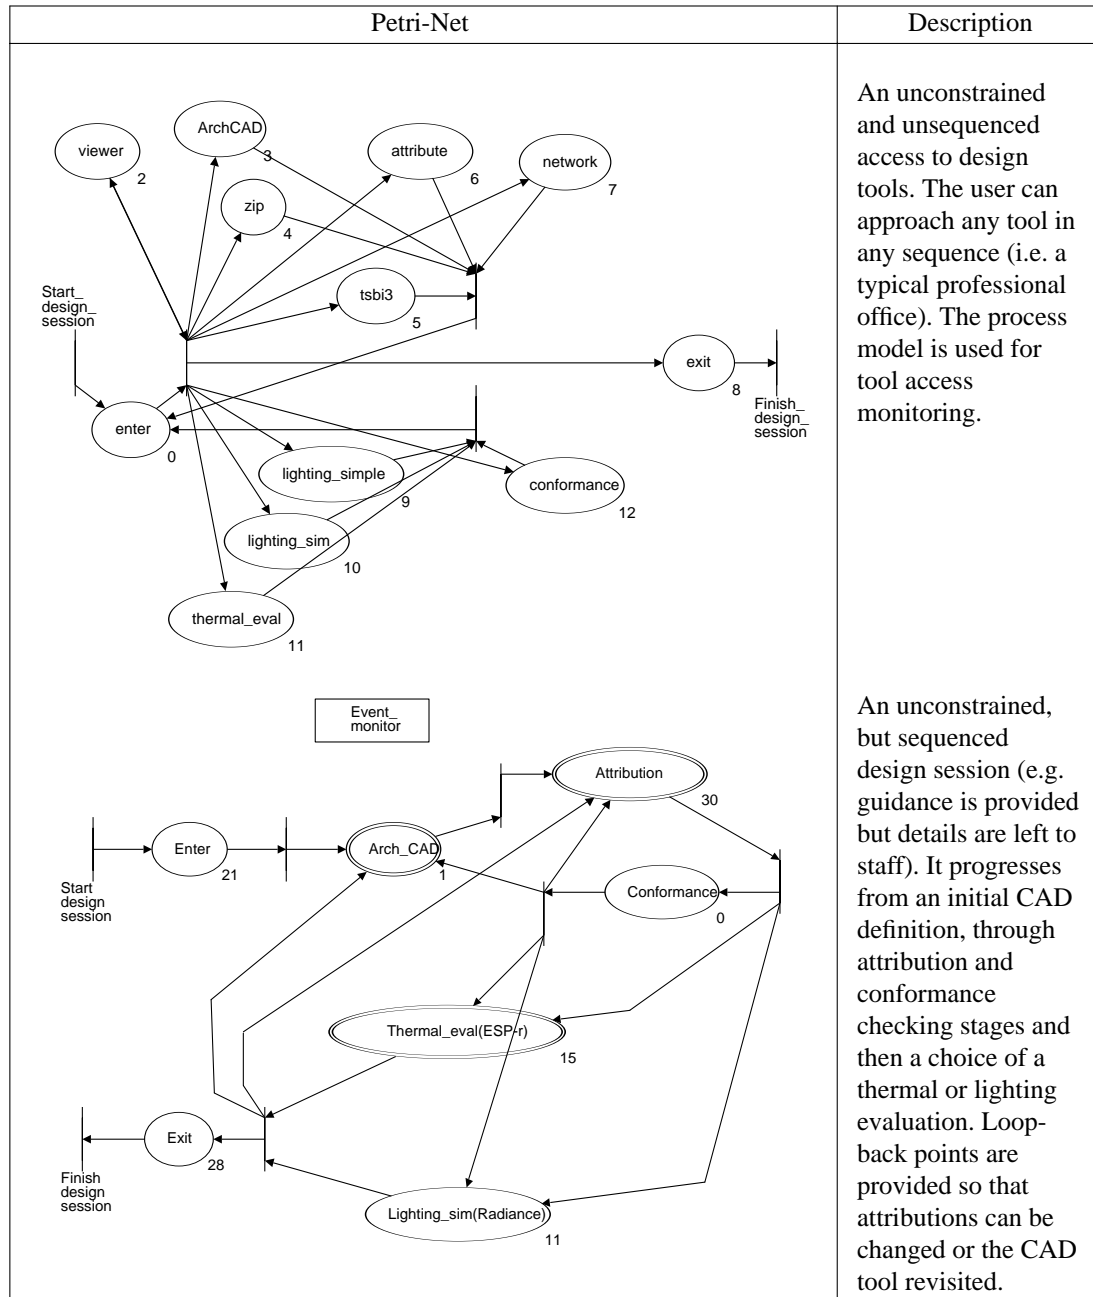 Petri-Net
Description
ArchCAD
3
viewer
2
attribute
6
network
7
zip
4
tsbi3
5
Start_
design_
session
exit
8
Finish_
design_
session
enter
0
lighting_simple
9
conformance
12
lighting_sim
10
thermal_eval
11
An unconstrained
and unsequenced
access to design
tools. The user can
approach any tool in
any sequence (i.e. a
typical professional
office). The process
model is used for
tool access
monitoring.
Event_
monitor
Attribution
30
Enter
21
Start
design
session
Arch_CAD
1
Conformance
0
Thermal_eval(ESP-r)
15
Exit
28
Finish
design
session
Lighting_sim(Radiance)
11
An unconstrained,
but sequenced
design session (e.g.
guidance is provided
but details are left to
staff). It progresses
from an initial CAD
definition, through
attribution and
conformance
checking stages and
then a choice of a
thermal or lighting
evaluation. Loop-
back points are
provided so that
attributions can be
changed or the CAD
tool revisited.